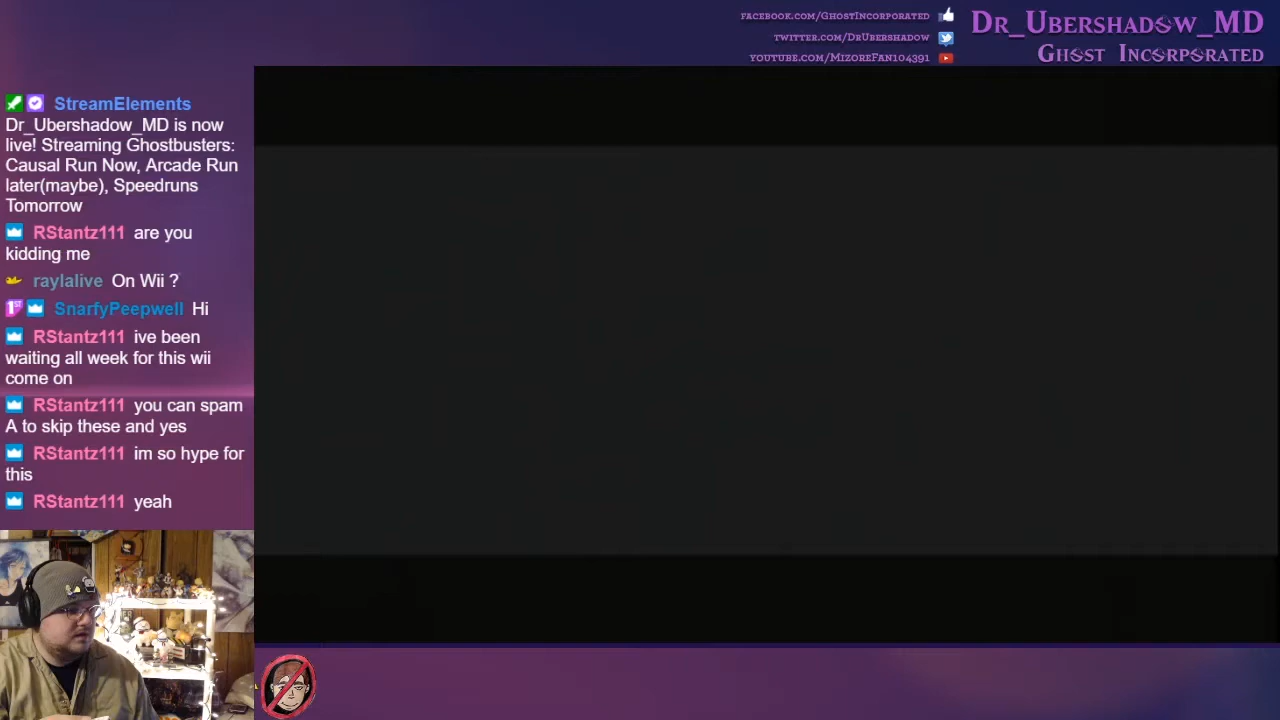 FACEBOOK.COM/GHOSTINCORPORATED
TWITTER.COM/DRUBERSHADOW
YOUTUBE.COM/MIZOREFAN104391
DR_UBERSHADOW_MD
GHOST INCORPORATED
StreamElements
Dr_Ubershadow_MD is now
live! Streaming Ghostbusters:
Causal Run Now, Arcade Run
later(maybe), Speedruns
Tomorrow
RStantz111 are you
kidding me
raylalive On Wii ?
SnarfyPeepwell Hi
RStantz111 ive been
waiting all week for this wii
come on
RStantz111 you can spam
A to skip these and yes
RStantz111 im so hype for
this
RStantz111 yeah